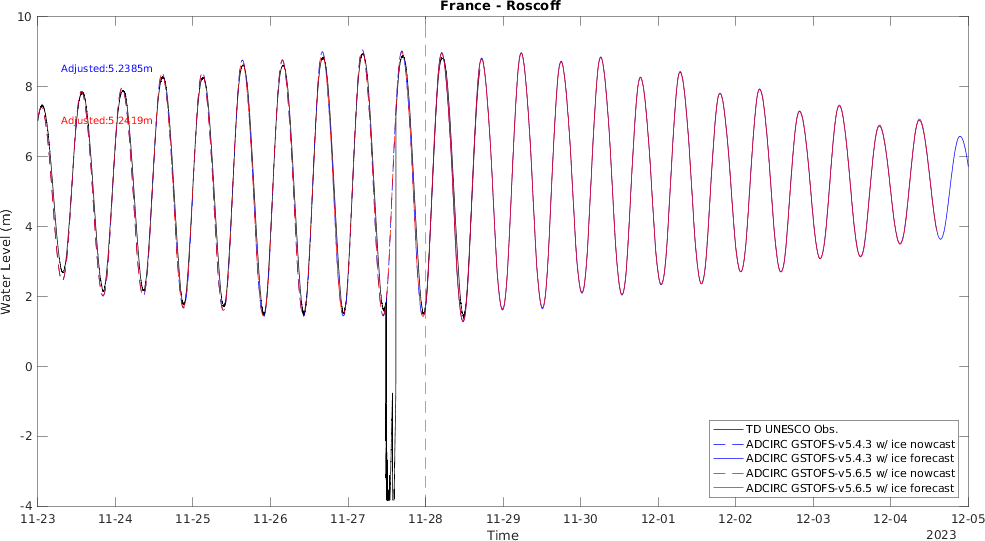 France - Roscoff
10
8
6
4
2
0
-2
-4
Water Level (m)
Adjusted:5.2385m
Adjusted:5.2419m
TD UNESCO Obs.
ADCIRC GSTOFS-v5.4.3 w/ ice nowcast
ADCIRC GSTOFS-v5.4.3 w/ ice forecast
ADCIRC GSTOFS-v5.6.5 w/ ice nowcast
ADCIRC GSTOFS-v5.6.5 w/ ice forecast
11-23 11-24 11-25 11-26 11-27 11-28 11-29 11-30 12-01 12-02 12-03 12-04 12-05
Time
2023